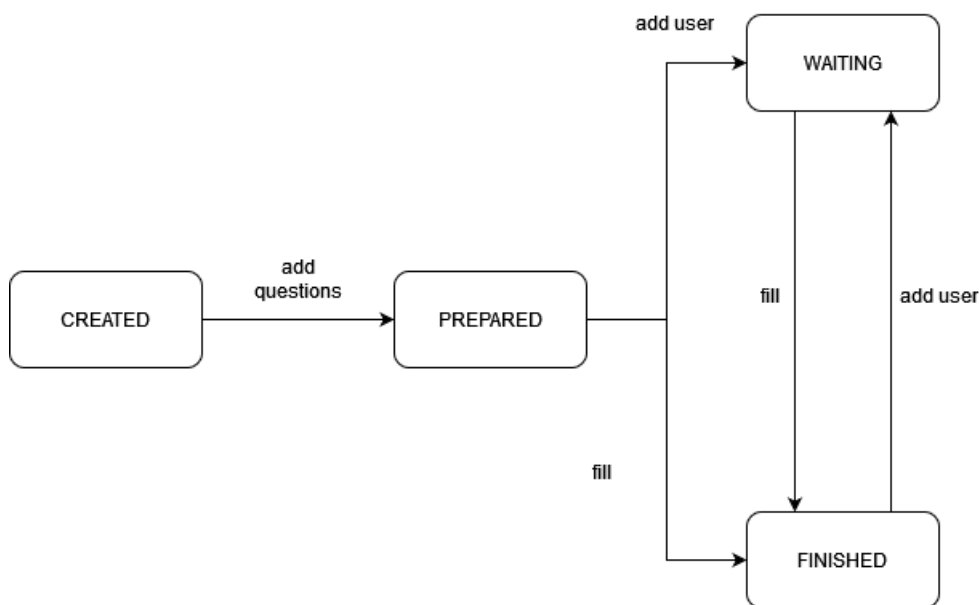 add user
WAITING
add
questions
CREATED
PREPARED
fill
add user
fill
FINISHED